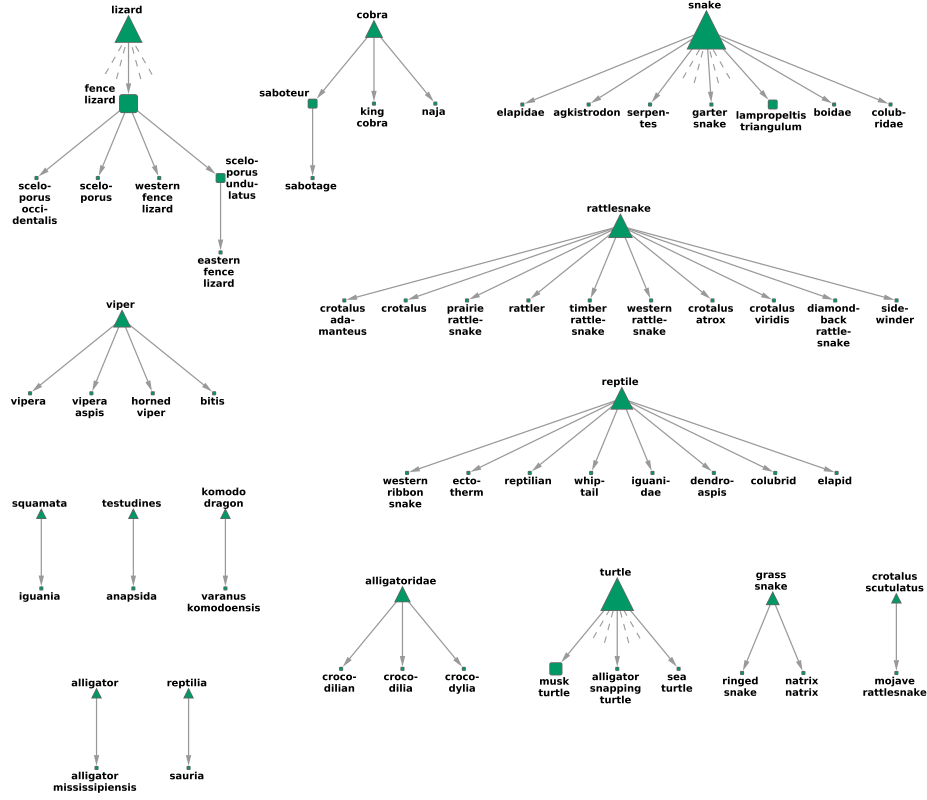 lizard
fence
lizard
scelo-
porus
occi-
dentalis
scelo-
porus
western
fence
lizard
scelo-
porus
undu-
latus
eastern
fence
lizard
cobra
saboteur
king
cobra
naja
sabotage
snake
elapidae
agkistrodon
serpen-
tes
garter
snake
lampropeltis
triangulum
boidae
colub-
ridae
rattlesnake
crotalus
ada-
manteus
crotalus
prairie
rattle-
snake
rattler
timber
rattle-
snake
western
rattle-
snake
crotalus
atrox
crotalus
viridis
diamond-
back
rattle-
snake
side-
winder
viper
vipera
vipera
aspis
horned
viper
bitis
reptile
western
ribbon
snake
ecto-
therm
reptilian
whip-
tail
iguani-
dae
dendro-
aspis
colubrid
elapid
squamata
iguania
testudines
anapsida
komodo
dragon
varanus
komodoensis
alligatoridae
croco-
dilian
croco-
dilia
croco-
dylia
turtle
musk
turtle
alligator
snapping
turtle
sea
turtle
grass
snake
ringed
snake
natrix
natrix
crotalus
scutulatus
mojave
rattlesnake
alligator
alligator
mississipiensis
reptilia
sauria